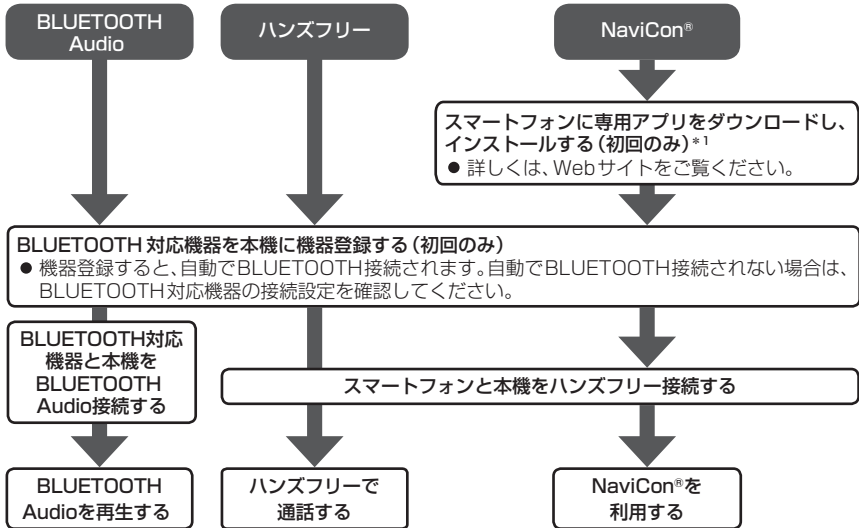 BLUETOOTH
Audio
ハンズフリー
NaviCon®
スマートフォンに専用アプリをダウンロードし、
インストールする(初回のみ)*1
● 詳しくは、Webサイトをご覧ください。
BLUETOOTH 対応機器を本機に機器登録する(初回のみ)
● 機器登録すると、自動でBLUETOOTH接続されます。自動でBLUETOOTH接続されない場合は、
BLUETOOTH対応機器の接続設定を確認してください。
BLUETOOTH対応
機器と本機を
BLUETOOTH
Audio接続する
スマートフォンと本機をハンズフリー接続する
BLUETOOTH
Audioを再生する
ハンズフリーで
通話する
NaviCon®を
利用する